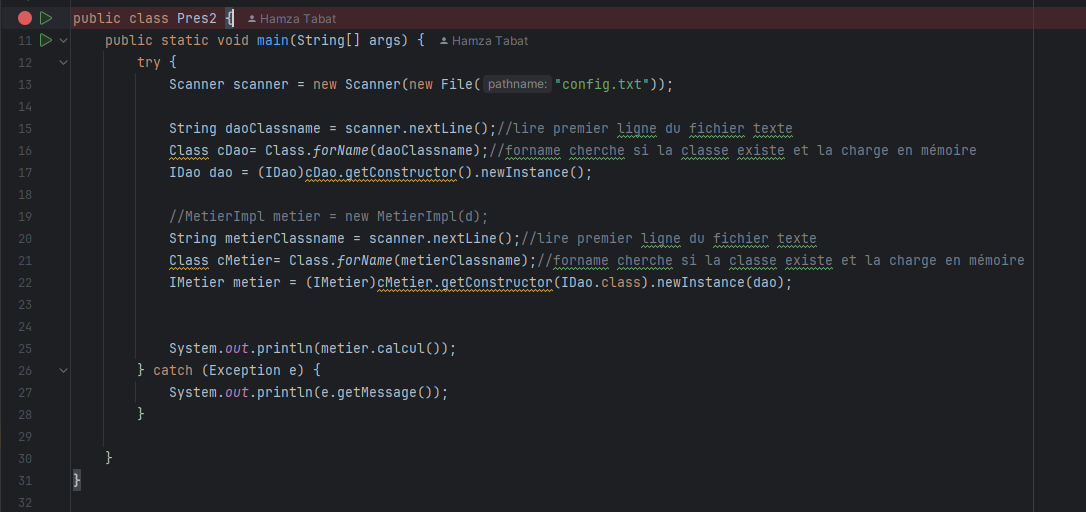 public class Pres2 { Hamza Tabat
11 public static void main(String[] args) { Hamza Tabat
12 try {
13 Scanner scanner = new Scanner(new File( pathname: "config.txt"));
14
15 String daoClassname = scanner.nextLine();//lire premier ligne du fichier texte
16 Class cDao= Class.forName(daoClassname);//forname cherche si la classe existe et la charge en mémoire
17 IDao dao = (IDao)cDao.getConstructor().newInstance();
18
19 //MetierImpl metier = new MetierImpl(d);
20 String metierClassname = scanner.nextLine();//lire premier ligne du fichier texte
21 Class cMetier= Class.forName(metierClassname);//forname cherche si la classe existe et la charge en mémoire
22 IMetier metier = (IMetier)cMetier.getConstructor(IDao.class).newInstance(dao);
23
24
25 System.out.println(metier.calcul());
26 } catch (Exception e) {
27 System.out.println(e.getMessage());
28 }
29
30 }
31 }
32